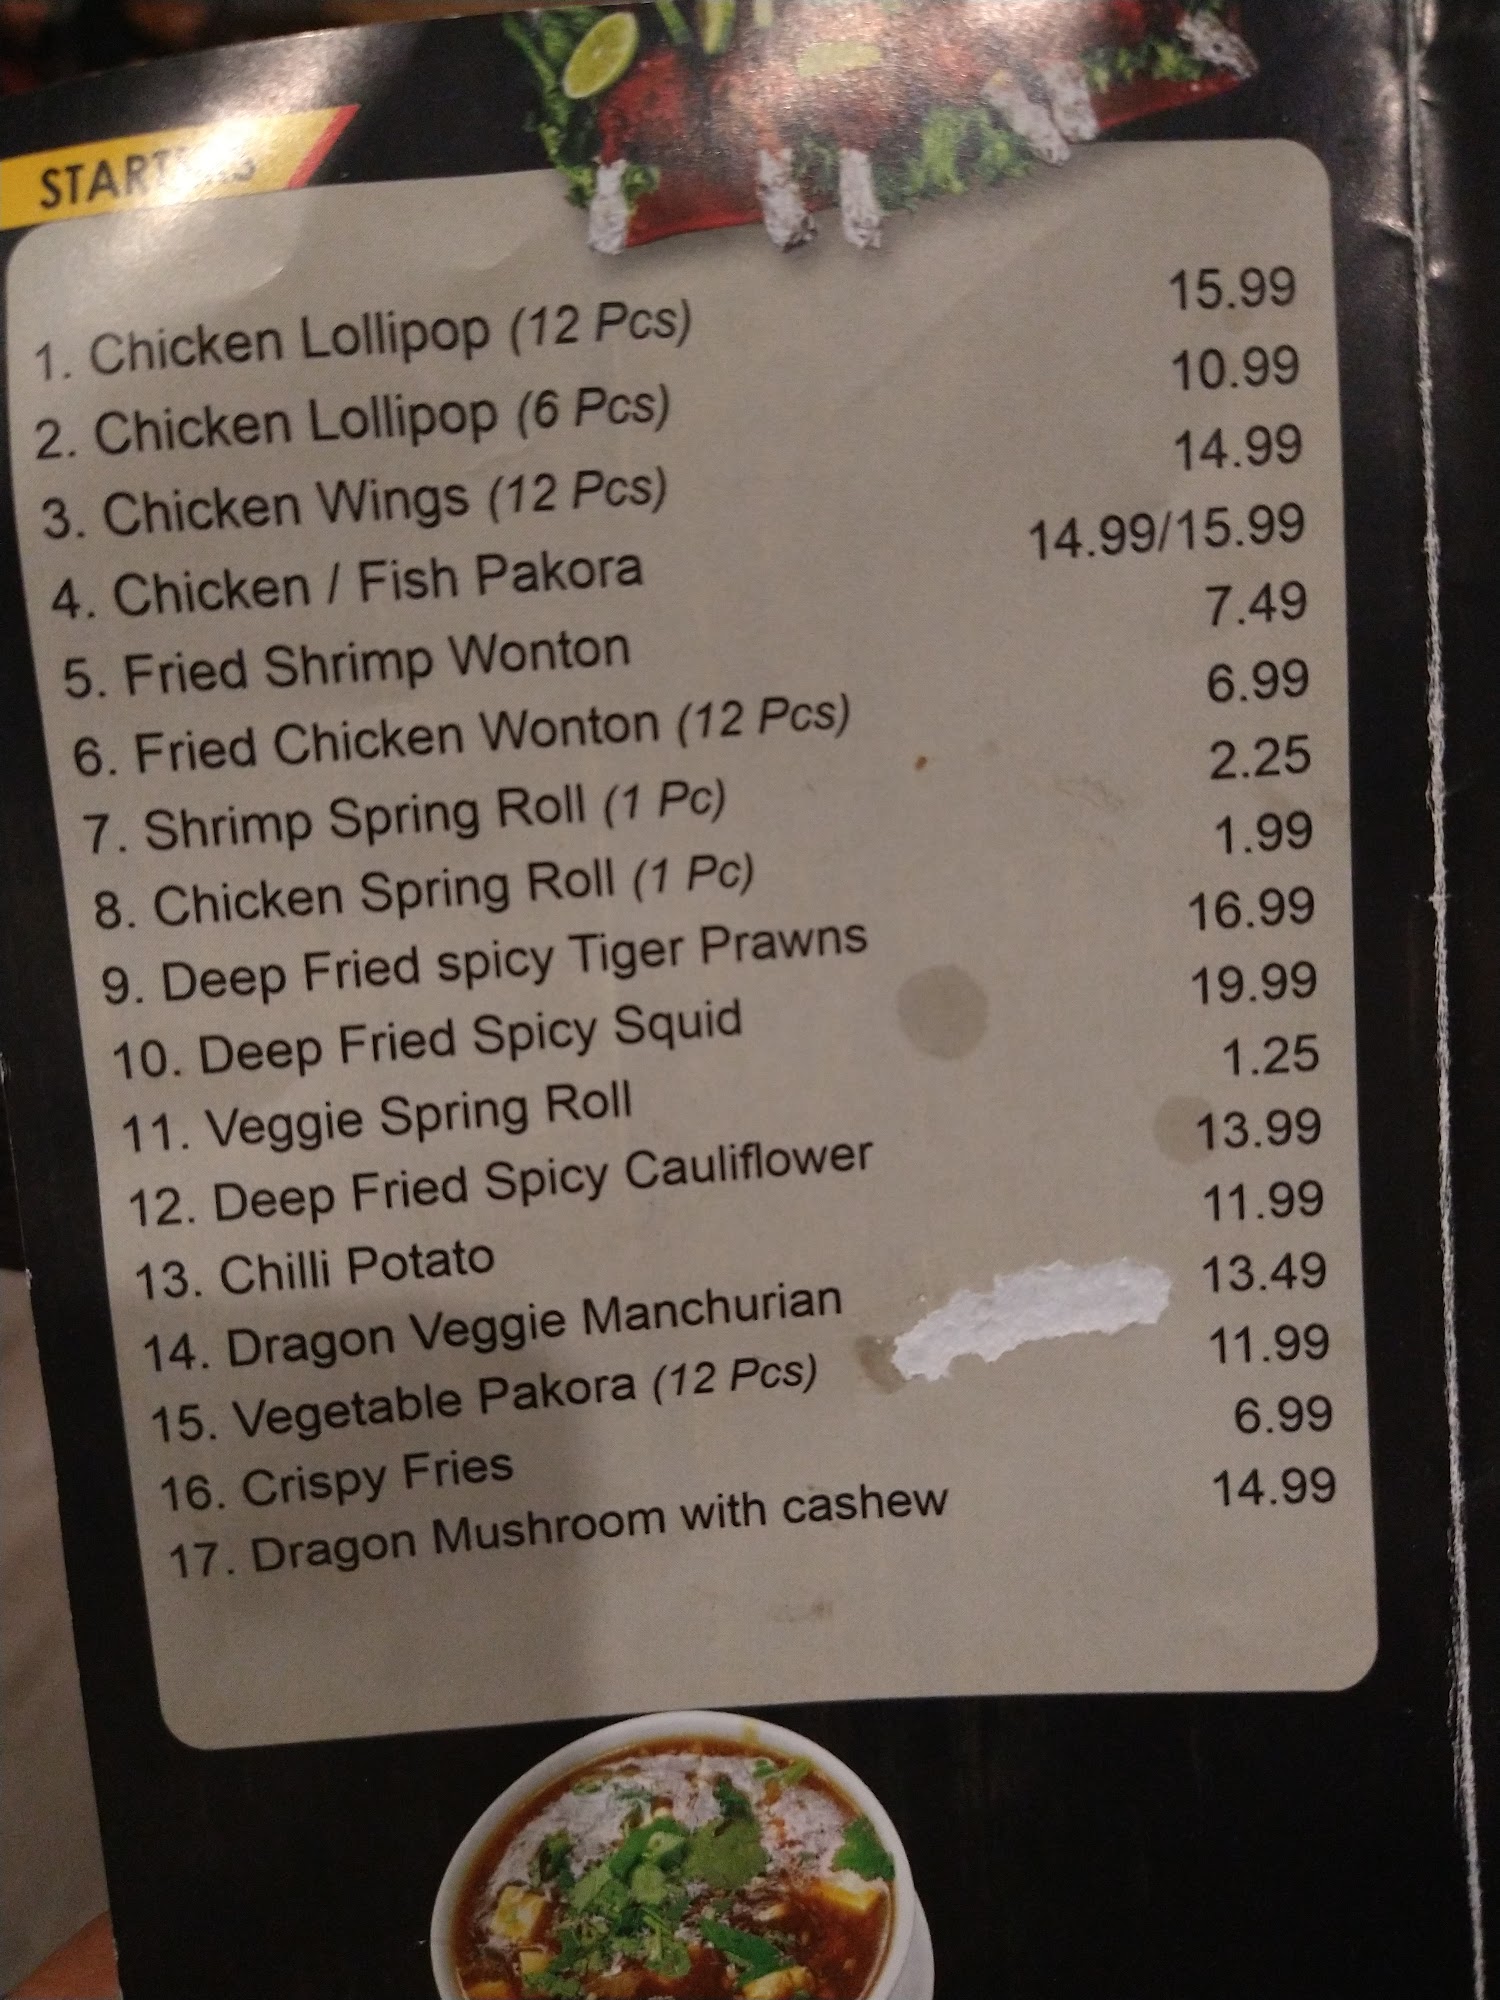 STARTERS
1. Chicken Lollipop (12 Pcs) 15.99
2. Chicken Lollipop (6 Pcs) 10.99
3. Chicken Wings (12 Pcs) 14.99
4. Chicken / Fish Pakora 14.99/15.99
5. Fried Shrimp Wonton 7.49
6. Fried Chicken Wonton (12 Pcs) 6.99
7. Shrimp Spring Roll (1 Pc) 2.25
8. Chicken Spring Roll (1 Pc) 1.99
9. Deep Fried spicy Tiger Prawns 16.99
10. Deep Fried Spicy Squid 19.99
11. Veggie Spring Roll 1.25
12. Deep Fried Spicy Cauliflower 13.99
13. Chilli Potato 11.99
14. Dragon Veggie Manchurian 13.49
15. Vegetable Pakora (12 Pcs) 11.99
16. Crispy Fries 6.99
17. Dragon Mushroom with cashew 14.99